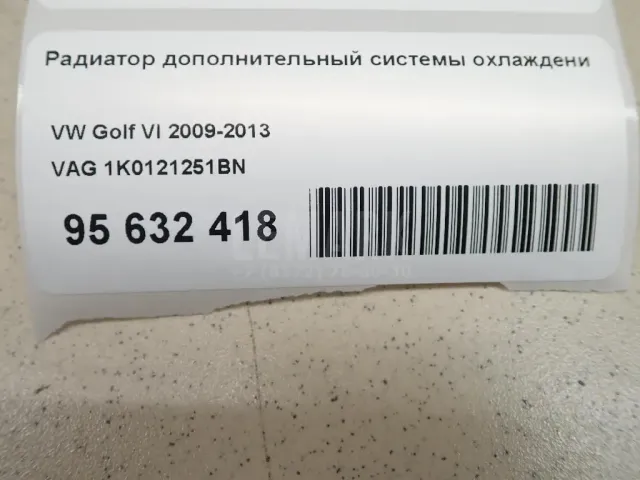 Радиатор дополнительный системы охлаждени
VW Golf VI 2009-2013
VAG 1K0121251BN
95 632 418